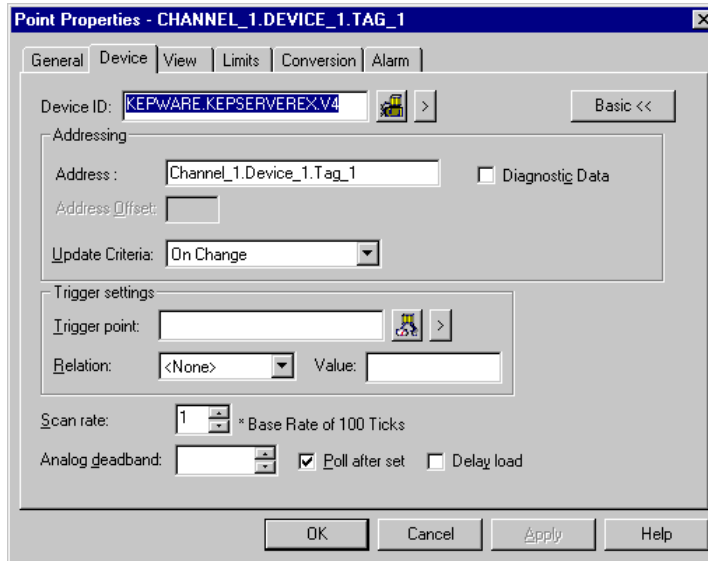 Point Properties - CHANNEL_1.DEVICE_1.TAG_1
General Device View Limits Conversion Alarm
Device ID: KEPWARE.KEPSERVEREX.V4 > Basic <<
Addressing
Address : Channel_1.Device_1.Tag_1 Diagnostic Data
Address Offset:
Update Criteria: On Change
Trigger settings
Trigger point: >
Relation: <None> Value:
Scan rate: 1 * Base Rate of 100 Ticks
Analog deadband: Poll after set Delay load
OK Cancel Apply Help